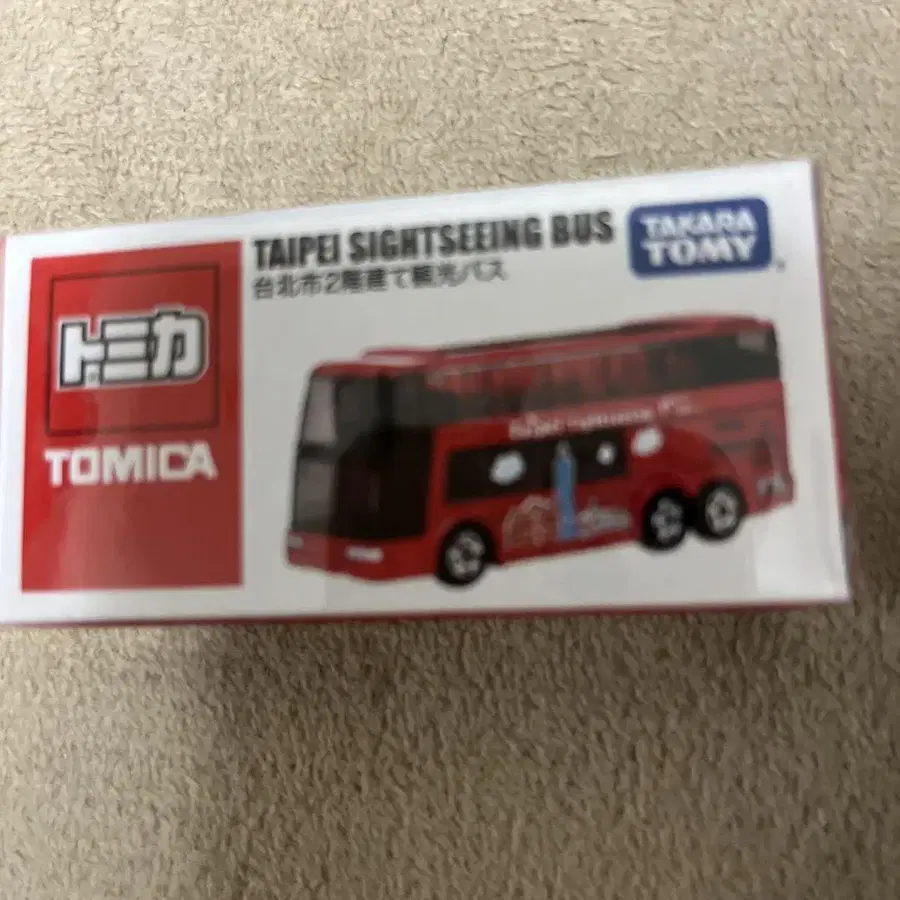 TAIPEI SIGHTSEEING BUS
台北市2階建て観光バス
TAKARA
TOMY
トミカ
TOMICA